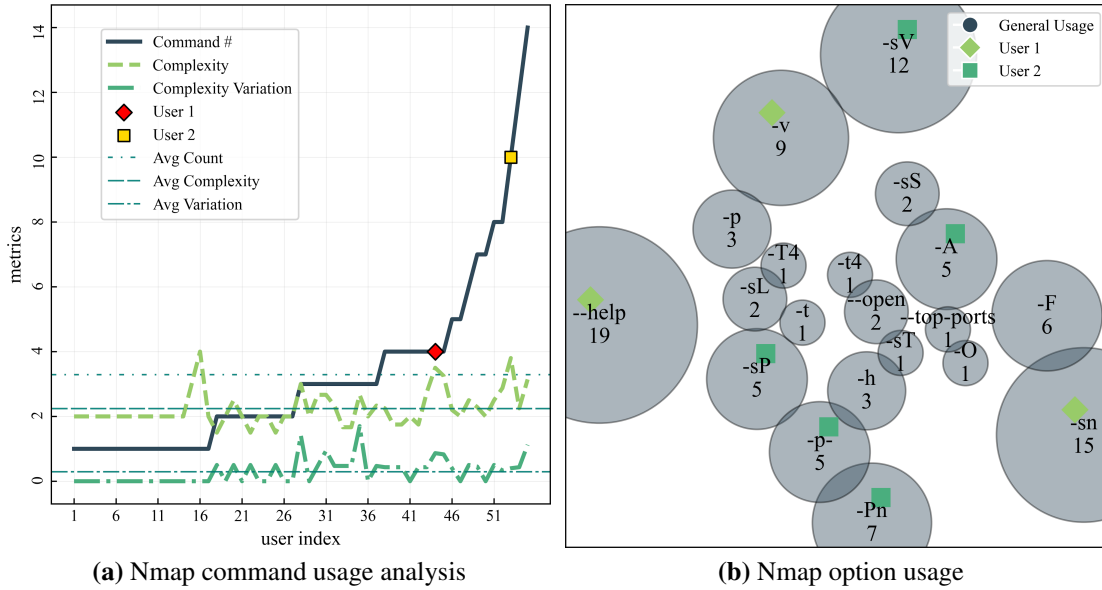 14
12
10
8
6
4
2
0
metrics
Command #
Complexity
Complexity Variation
User 1
User 2
Avg Count
Avg Complexity
Avg Variation
1 6 11 16 21 26 31 36 41 46 51
user index
(a) Nmap command usage analysis
General Usage
User 1
User 2
-sV
12
-v
9
-sS
2
-p
3
-A
5
-T4
1
-t4
1
-sL
2
--open
2
-t
1
--top-ports
1
-F
6
--help
19
-sT
1
-O
1
-sP
5
-h
3
-sn
15
-p-
5
-Pn
7
(b) Nmap option usage